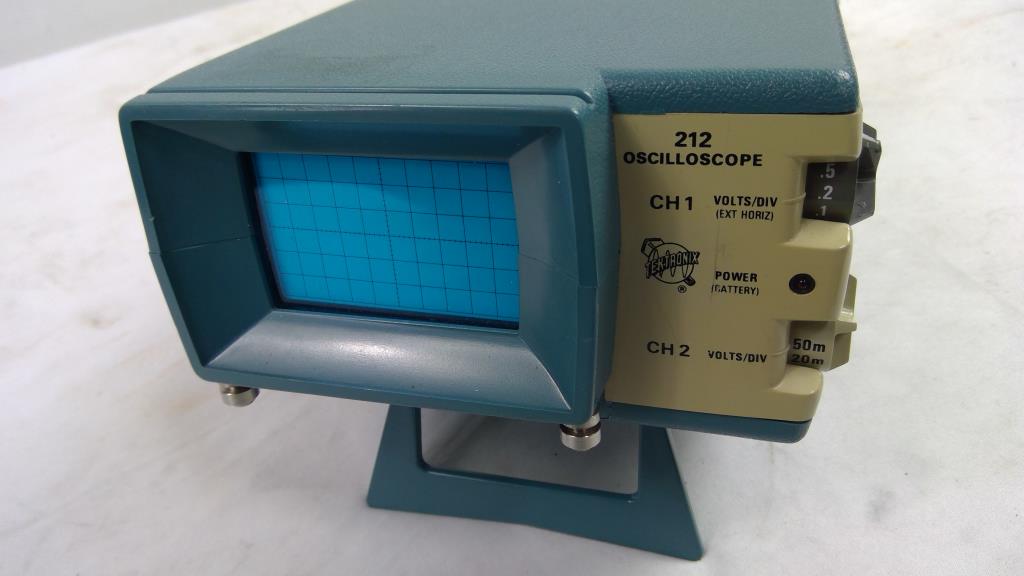 212
OSCILLOSCOPE
CH 1 VOLTS/DIV
(EXT HORIZ)
.5
.2
.1
TEKTRONIX
®
POWER
(BATTERY)
CH 2 VOLTS/DIV
50m
20m